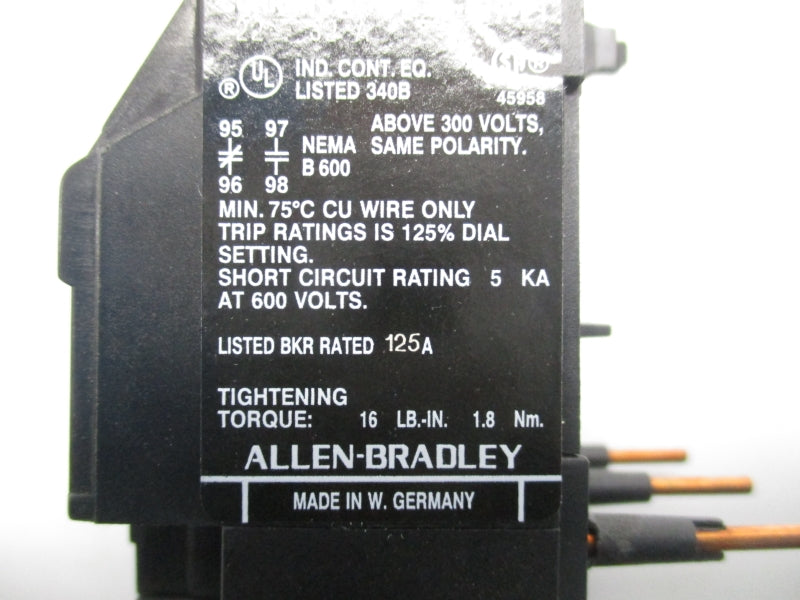 ® UL IND. CONT. EQ.
LISTED 340B
®
45958
95 97
96 98
NEMA
B 600
ABOVE 300 VOLTS,
SAME POLARITY.
MIN. 75°C CU WIRE ONLY
TRIP RATINGS IS 125% DIAL
SETTING.
SHORT CIRCUIT RATING 5 KA
AT 600 VOLTS.
LISTED BKR RATED 125A
TIGHTENING
TORQUE: 16 LB.-IN. 1.8 Nm.
ALLEN-BRADLEY
MADE IN W. GERMANY